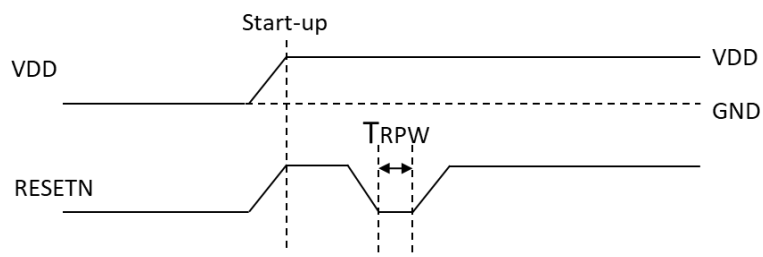 Start-up
VDD
VDD
GND
TRPW
RESETN